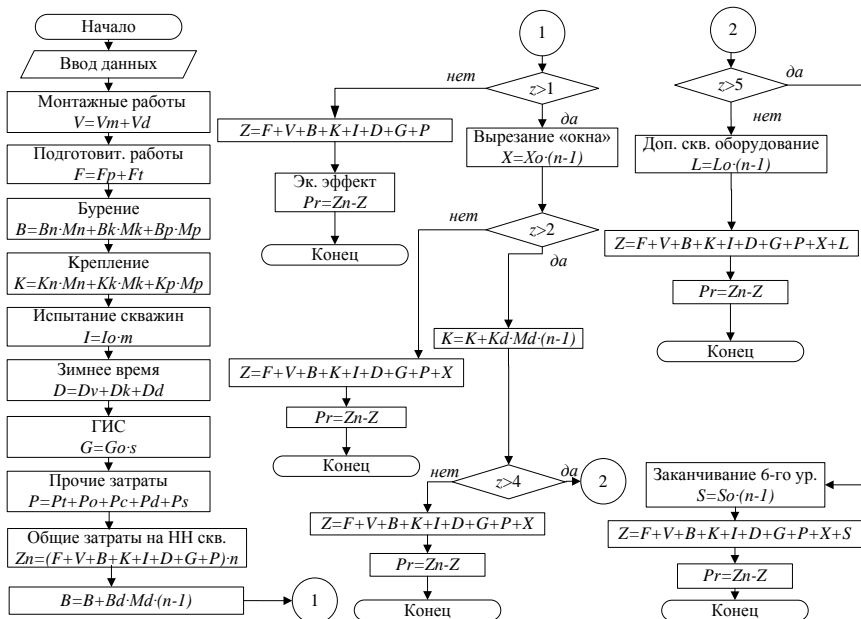 Начало
Ввод данных
Монтажные работы
V=Vm+Vd
Подготовит. работы
F=Fp+Ft
Бурение
B=Bn·Mn+Bk·Mk+Bp·Mp
Крепление
K=Kn·Mn+Kk·Mk+Kp·Mp
Испытание скважин
I=Io·m
Зимнее время
D=Dv+Dk+Dd
ГИС
G=Go·s
Прочие затраты
P=Pt+Po+Pc+Pd+Ps
Общие затраты на НН скв.
Zn=(F+V+B+K+I+D+G+P)·n
B=B+Bd·Md·(n-1)
1
1
z>1
нет
да
Z=F+V+B+K+I+D+G+P
Эк. эффект
Pr=Zn-Z
Конец
Вырезание «окна»
X=Xo·(n-1)
z>2
нет
да
Z=F+V+B+K+I+D+G+P+X
Pr=Zn-Z
Конец
K=K+Kd·Md·(n-1)
z>4
нет
да
2
Z=F+V+B+K+I+D+G+P+X
Pr=Zn-Z
Конец
2
z>5
да
нет
Доп. скв. оборудование
L=Lo·(n-1)
Z=F+V+B+K+I+D+G+P+X+L
Pr=Zn-Z
Конец
Заканчивание 6-го ур.
S=So·(n-1)
Z=F+V+B+K+I+D+G+P+X+S
Pr=Zn-Z
Конец